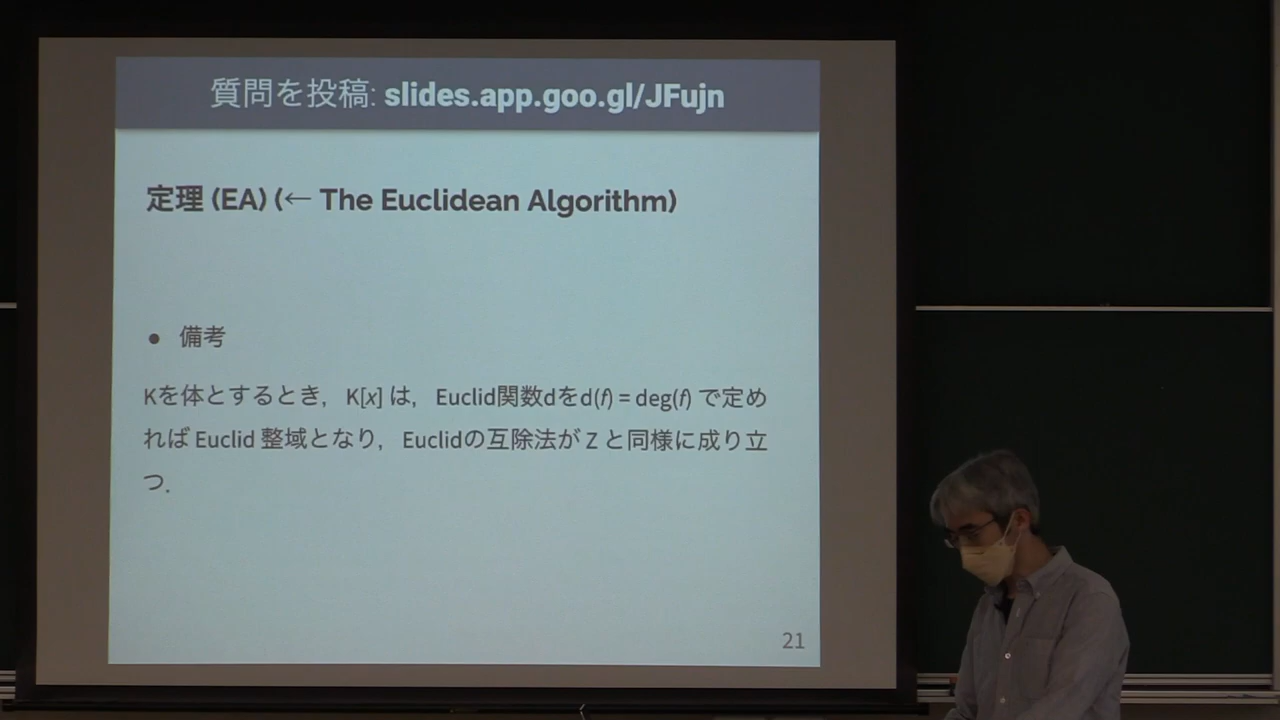 質問を投稿: slides.app.goo.gl/JFujn
定理 (EA) (← The Euclidean Algorithm)
● 備考
Kを体とするとき，K[x] は，Euclid関数dをd(f) = deg(f) で定め
れば Euclid 整域となり，Euclidの互除法が Z と同様に成り立
つ．
21